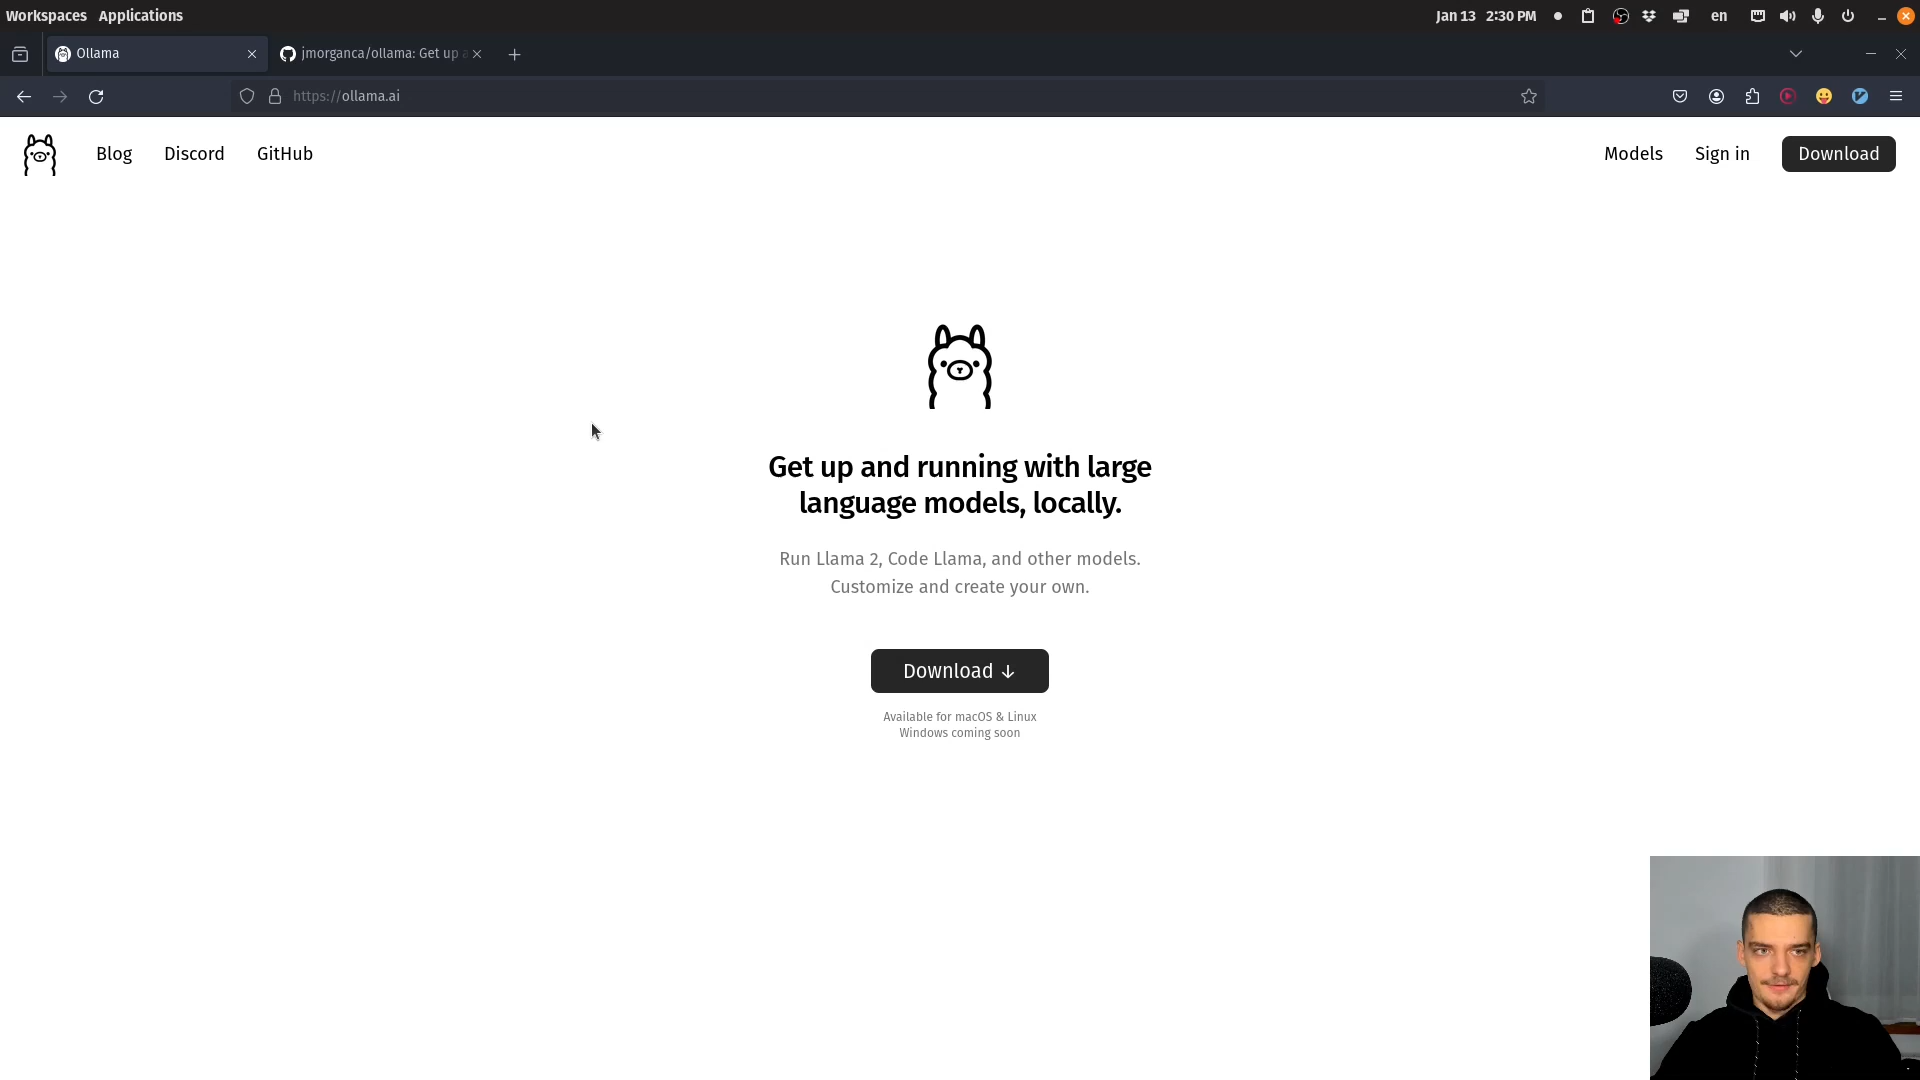 Workspaces Applications
Jan 13 2:30 PM
en
Ollama
jmorganca/ollama: Get up a
https://ollama.ai
Blog Discord GitHub
Models Sign in Download
Get up and running with large
language models, locally.
Run Llama 2, Code Llama, and other models.
Customize and create your own.
Download ↓
Available for macOS & Linux
Windows coming soon